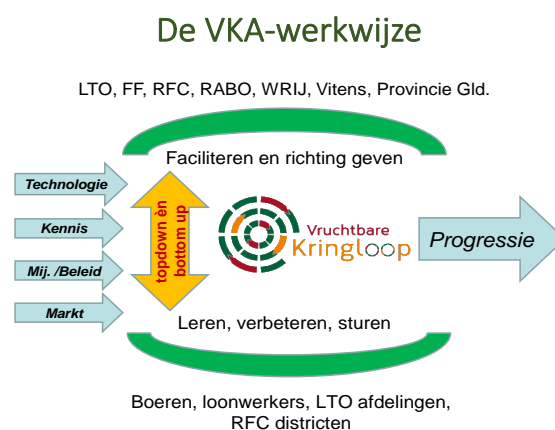 De VKA-werkwijze
LTO, FF, RFC, RABO, WRIJ, Vitens, Provincie Gld.
Faciliteren en richting geven
Technologie
Kennis
Mij. /Beleid
Markt
topdown èn
bottom up
Vruchtbare
Kringloop
Progressie
Leren, verbeteren, sturen
Boeren, loonwerkers, LTO afdelingen,
RFC districten